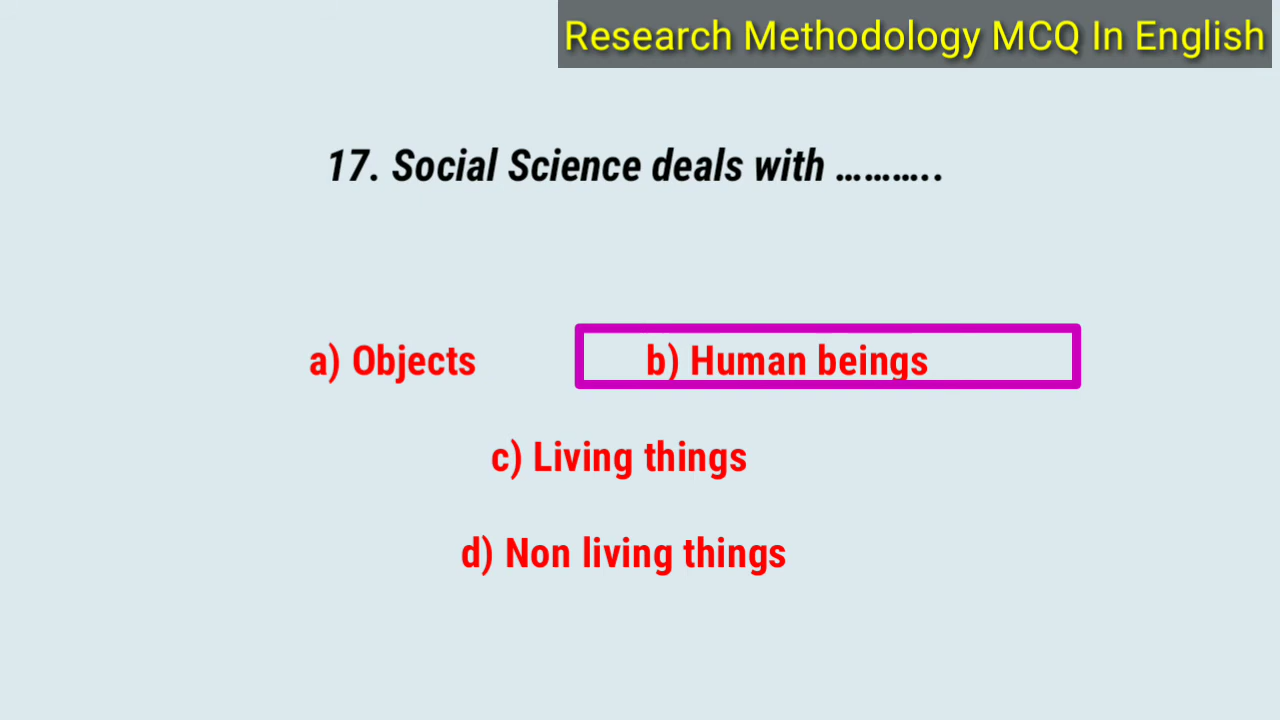 Research Methodology MCQ In English
17. Social Science deals with ………..
a) Objects b) Human beings
c) Living things
d) Non living things